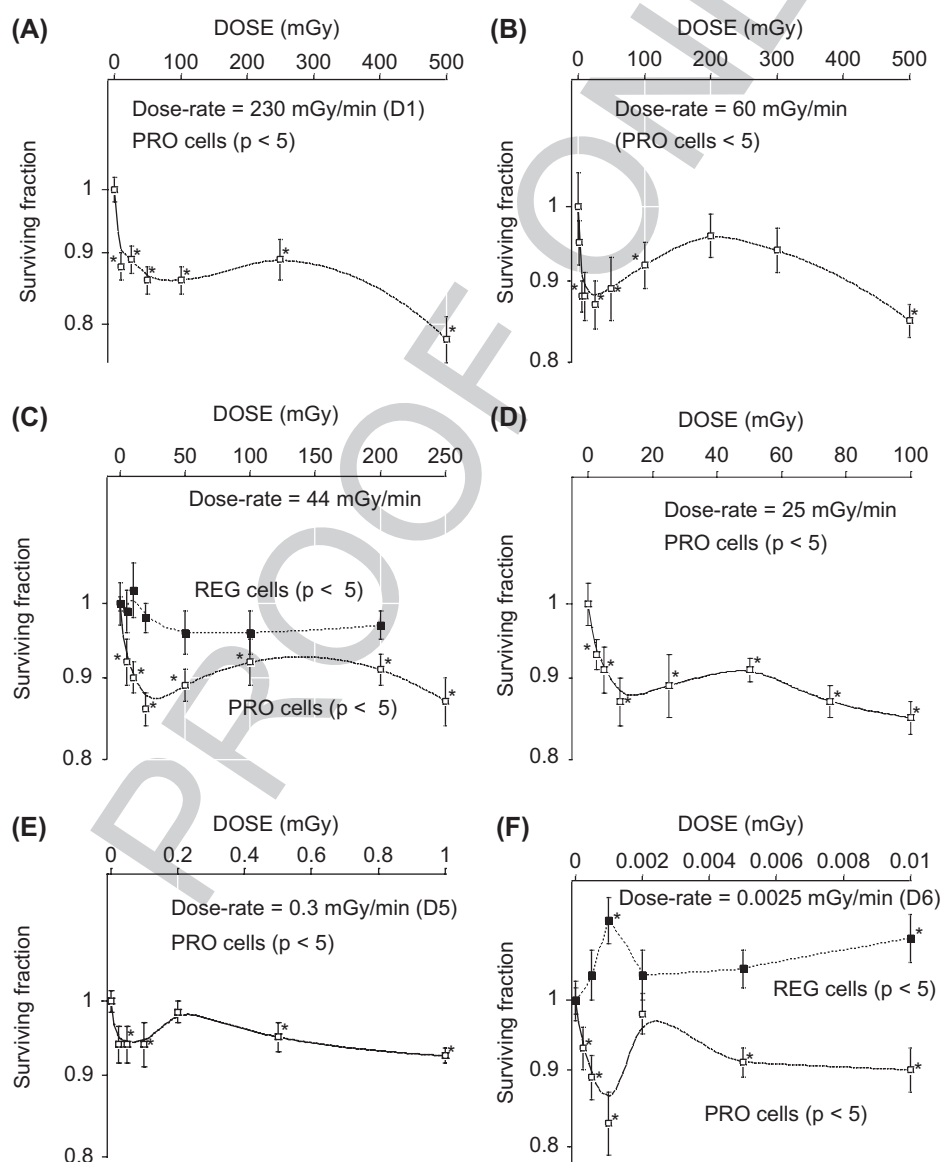 (A)
DOSE (mGy)
0 100 200 300 400 500
Dose-rate = 230 mGy/min (D1)
PRO cells (p < 5)
Surviving fraction
1
0.9
0.8
* * * * * * *
(B)
DOSE (mGy)
0 100 200 300 400 500
Dose-rate = 60 mGy/min
(PRO cells < 5)
Surviving fraction
1
0.9
0.8
* * * * *
(C)
DOSE (mGy)
0 50 100 150 200 250
Dose-rate = 44 mGy/min
REG cells (p < 5)
PRO cells (p < 5)
Surviving fraction
1
0.9
0.8
* * * * * * *
(D)
DOSE (mGy)
0 20 40 60 80 100
Dose-rate = 25 mGy/min
PRO cells (p < 5)
Surviving fraction
1
0.9
0.8
* * * * * * *
(E)
DOSE (mGy)
0 0.2 0.4 0.6 0.8 1
Dose-rate = 0.3 mGy/min (D5)
PRO cells (p < 5)
Surviving fraction
1
0.9
0.8
* * * *
(F)
DOSE (mGy)
0 0.002 0.004 0.006 0.008 0.01
Dose-rate = 0.0025 mGy/min (D6)
REG cells (p < 5)
PRO cells (p < 5)
Surviving fraction
1
0.9
0.8
* * * * * * *
PROOF ONL